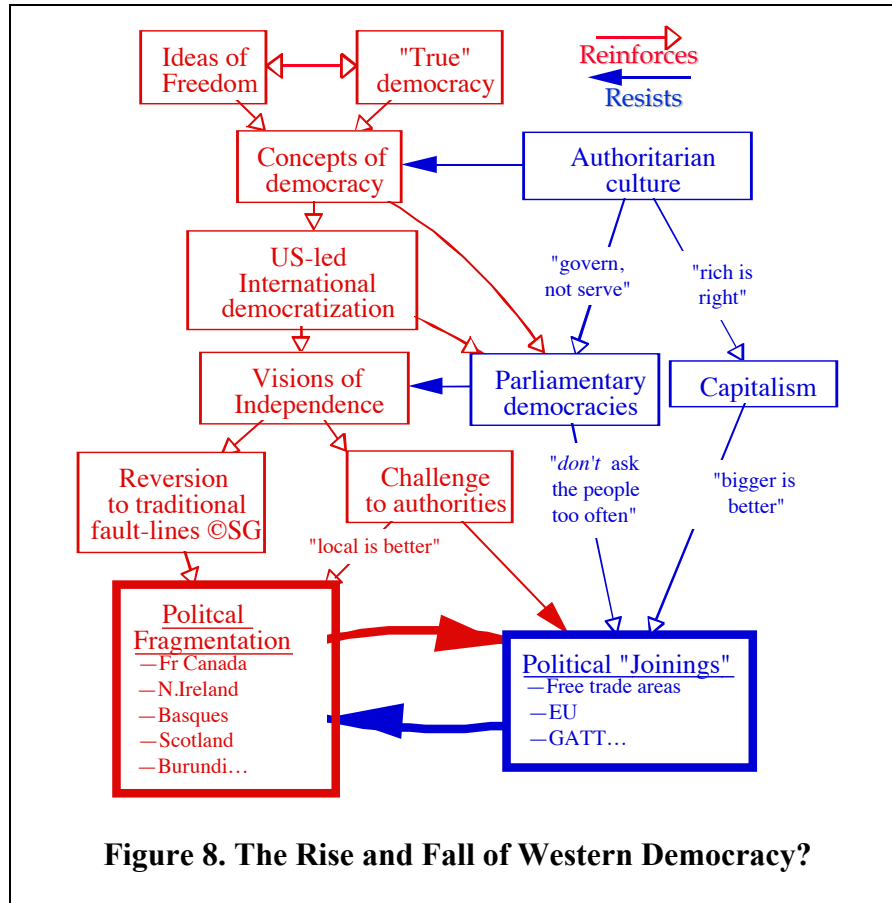 Ideas of
Freedom
"True"
democracy
Reinforces
Resists
Concepts of
democracy
Authoritarian
culture
US-led
International
democratization
"govern,
not serve"
"rich is
right"
Visions of
Independence
Parliamentary
democracies
Capitalism
Reversion
to traditional
fault-lines ©SG
Challenge
to authorities
"don't ask
the people
too often"
"bigger is
better"
"local is better"
Politcal
Fragmentation
—Fr Canada
—N.Ireland
—Basques
—Scotland
—Burundi…
Political "Joinings"
—Free trade areas
—EU
—GATT…
Figure 8. The Rise and Fall of Western Democracy?